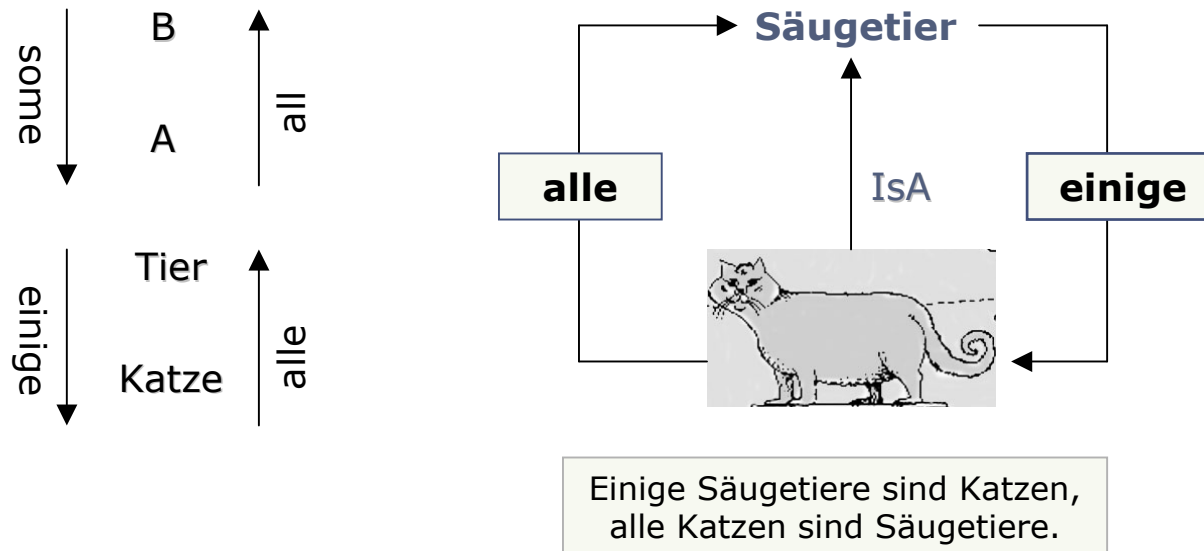 some
B
A
all
einige
Tier
Katze
alle
Säugetier
alle
IsA
einige
Einige Säugetiere sind Katzen,
alle Katzen sind Säugetiere.